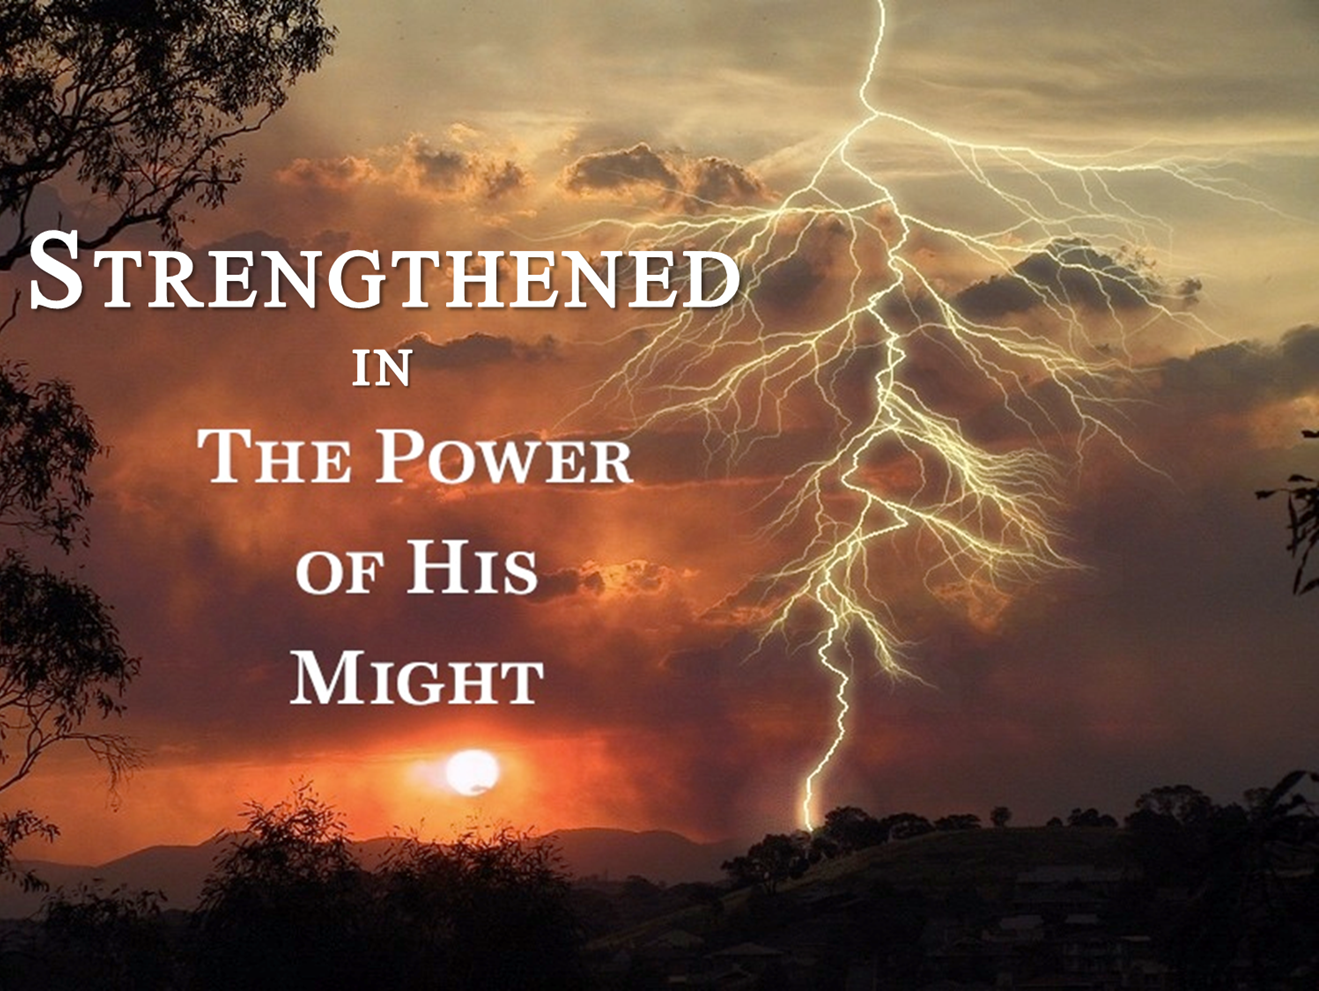 Strengthened
in
The Power
of His
Might